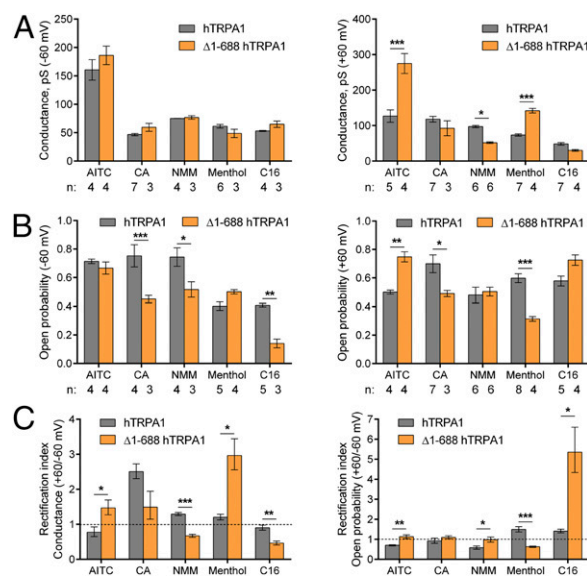 A
hTRPA1
Δ1-688 hTRPA1
Conductance, pS (-60 mV)
250
200
150
100
50
0
AITC CA NMM Menthol C16
n: 4 4 7 3 4 3 6 3 4 3
hTRPA1
Δ1-688 hTRPA1
Conductance, pS (+60 mV)
400
300
200
100
0
*** * ***
AITC CA NMM Menthol C16
n: 5 4 7 3 6 6 7 4 7 4
B
hTRPA1 Δ1-688 hTRPA1
Open probability (-60 mV)
1.0
0.8
0.6
0.4
0.2
0.0
*** * **
AITC CA NMM Menthol C16
n: 4 4 4 3 4 3 5 4 5 3
hTRPA1 Δ1-688 hTRPA1
Open probability (+60 mV)
1.0
0.8
0.6
0.4
0.2
0.0
** * ***
AITC CA NMM Menthol C16
n: 4 4 7 3 6 6 8 4 5 4
C
hTRPA1
Δ1-688 hTRPA1
Rectification index
Conductance (+60/-60 mV)
4
3
2
1
0
* *** * **
AITC CA NMM Menthol C16
hTRPA1
Δ1-688 hTRPA1
Rectification index
Open probability (+60/-60 mV)
7
6
5
4
3
2
1
0
** * *** *
AITC CA NMM Menthol C16